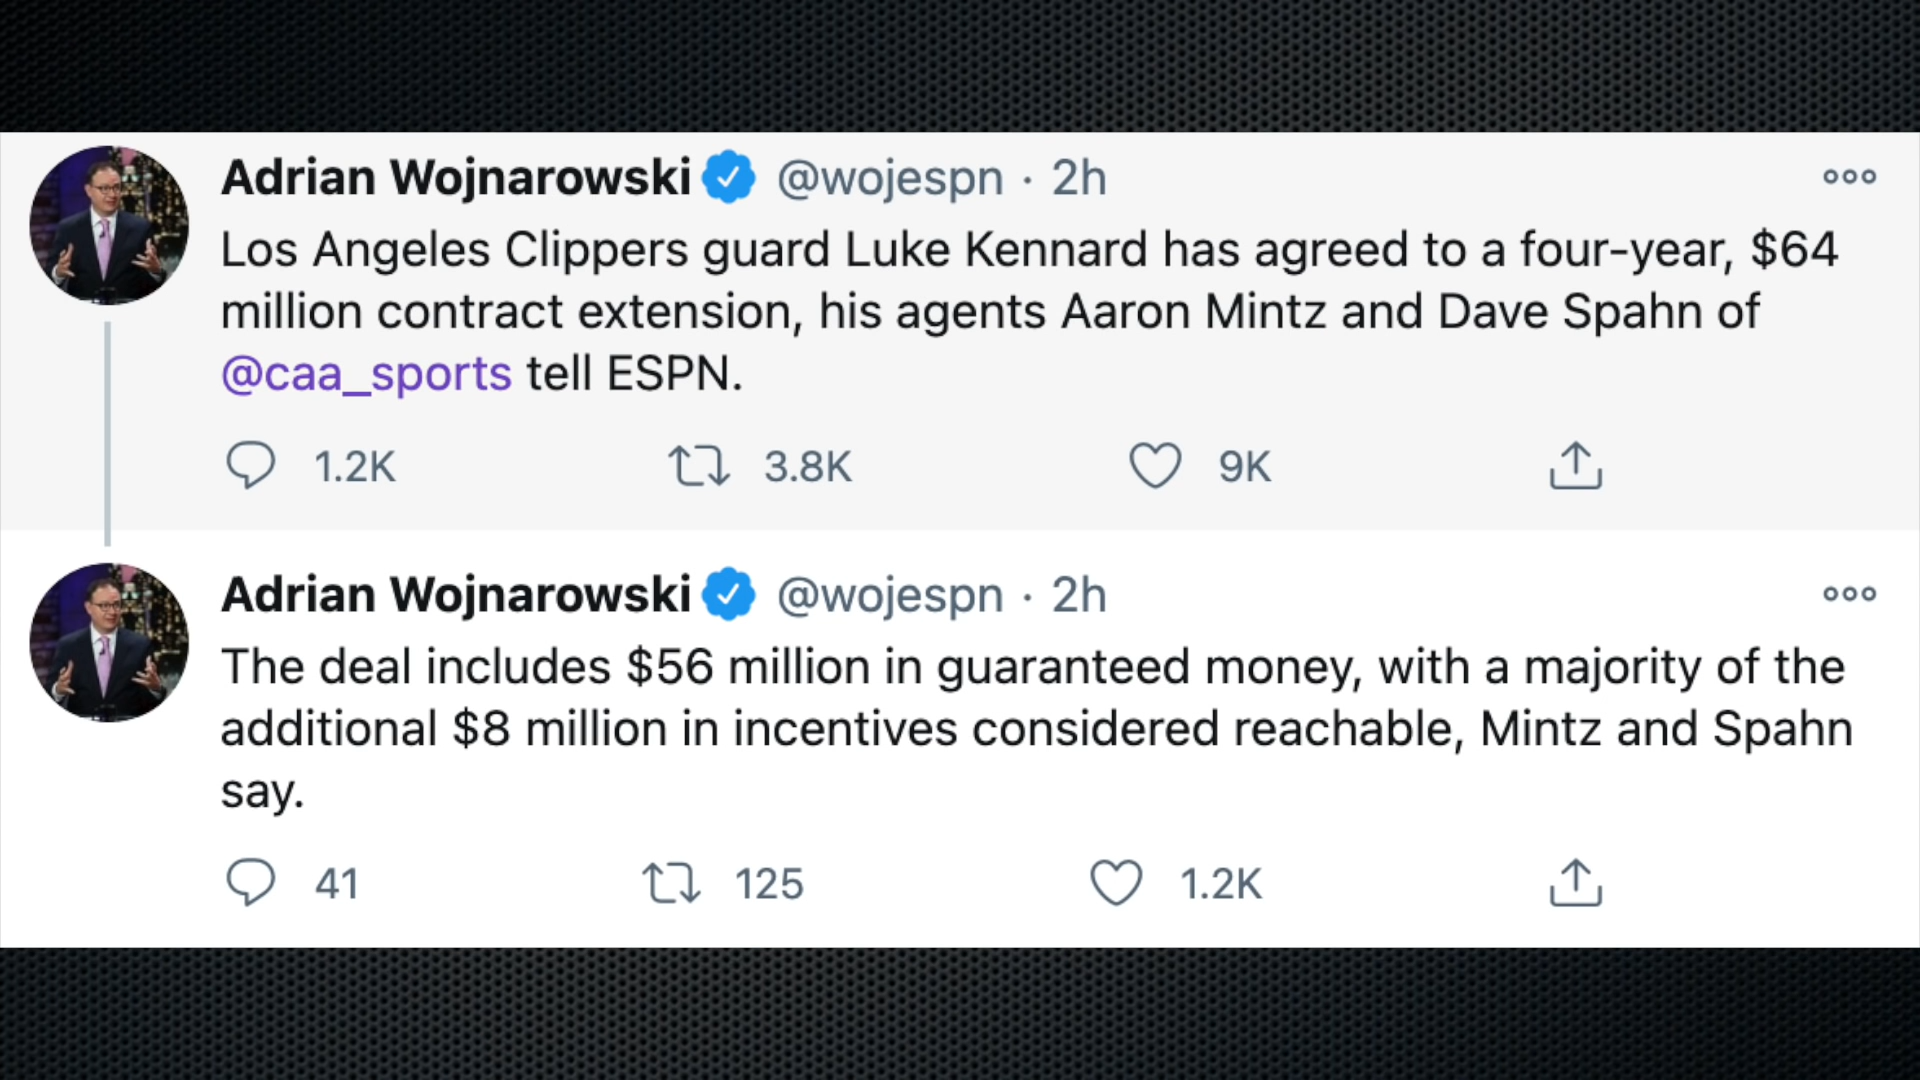 Adrian Wojnarowski @wojespn · 2h
Los Angeles Clippers guard Luke Kennard has agreed to a four-year, $64
million contract extension, his agents Aaron Mintz and Dave Spahn of
@caa_sports tell ESPN.
1.2K 3.8K 9K
Adrian Wojnarowski @wojespn · 2h
The deal includes $56 million in guaranteed money, with a majority of the
additional $8 million in incentives considered reachable, Mintz and Spahn
say.
41 125 1.2K